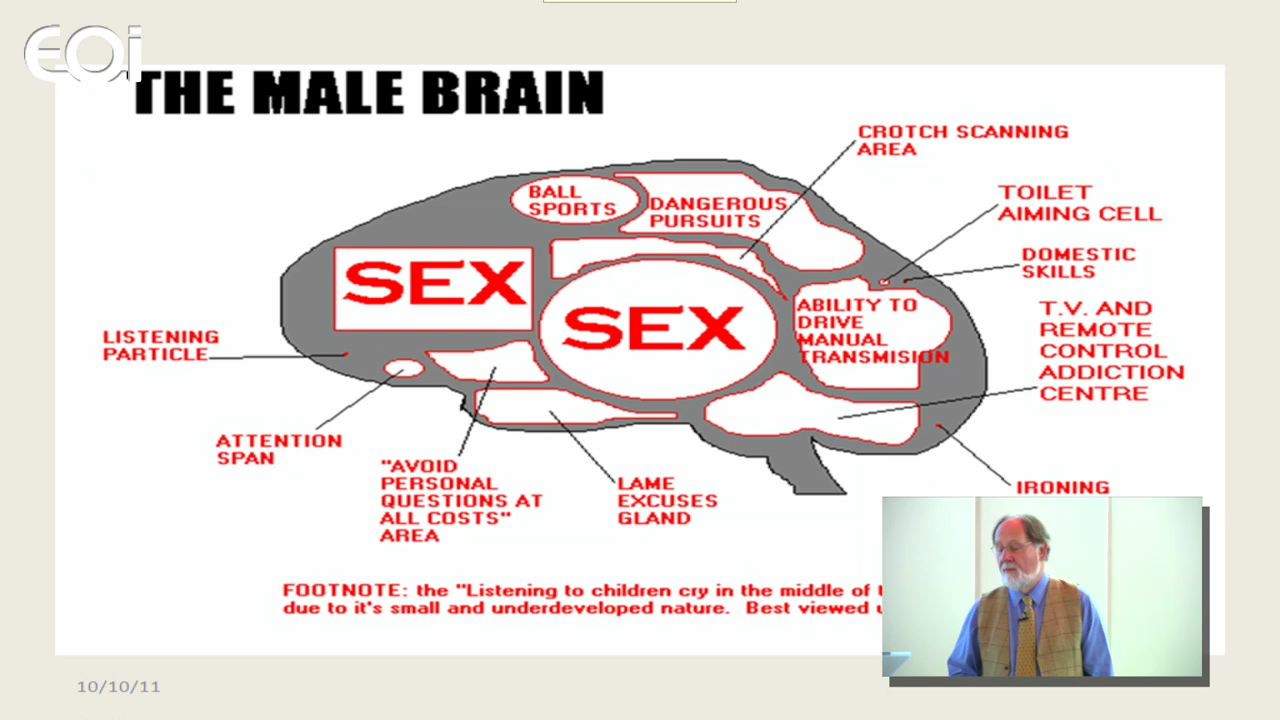 EOi
THE MALE BRAIN
CROTCH SCANNING
AREA
BALL
SPORTS
DANGEROUS
PURSUITS
TOILET
AIMING CELL
DOMESTIC
SKILLS
SEX
SEX
ABILITY TO
DRIVE
MANUAL
TRANSMISION
T.V. AND
REMOTE
CONTROL
ADDICTION
CENTRE
LISTENING
PARTICLE
ATTENTION
SPAN
"AVOID
PERSONAL
QUESTIONS AT
ALL COSTS"
AREA
LAME
EXCUSES
GLAND
IRONING
FOOTNOTE: the "Listening to children cry in the middle of
due to it's small and underdeveloped nature. Best viewed
10/10/11